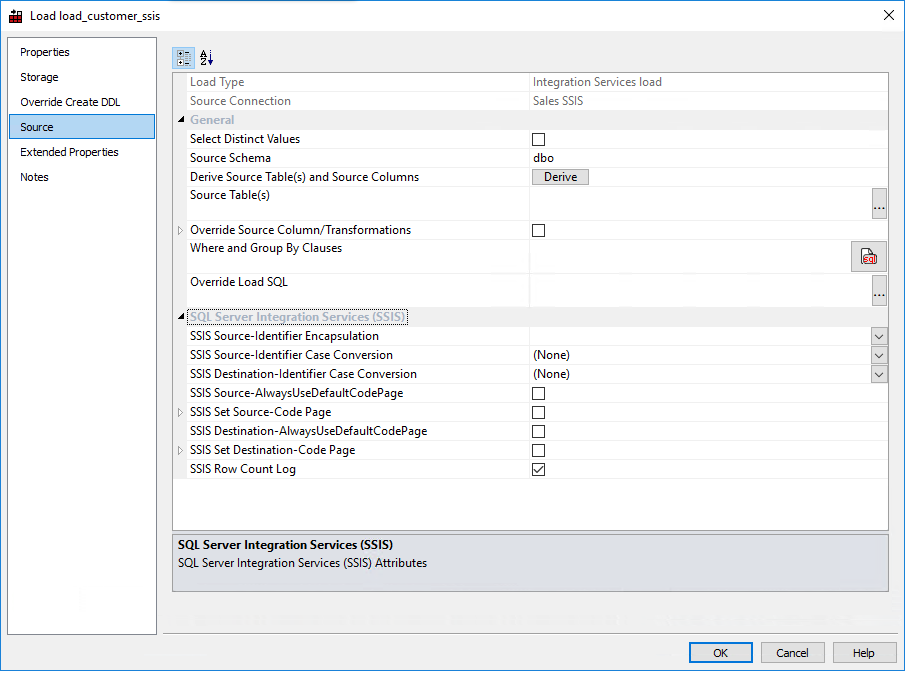 Load load_customer_ssis
Properties
Storage
Override Create DDL
Source
Extended Properties
Notes
A
Z
Load Type Integration Services load
Source Connection Sales SSIS
General
Select Distinct Values
Source Schema dbo
Derive Source Table(s) and Source Columns Derive
Source Table(s)
...
Override Source Column/Transformations
Where and Group By Clauses
sql
Override Load SQL
...
SQL Server Integration Services (SSIS)
SSIS Source-Identifier Encapsulation
SSIS Source-Identifier Case Conversion (None)
SSIS Destination-Identifier Case Conversion (None)
SSIS Source-AlwaysUseDefaultCodePage
SSIS Set Source-Code Page
SSIS Destination-AlwaysUseDefaultCodePage
SSIS Set Destination-Code Page
SSIS Row Count Log
SQL Server Integration Services (SSIS)
SQL Server Integration Services (SSIS) Attributes
OK Cancel Help